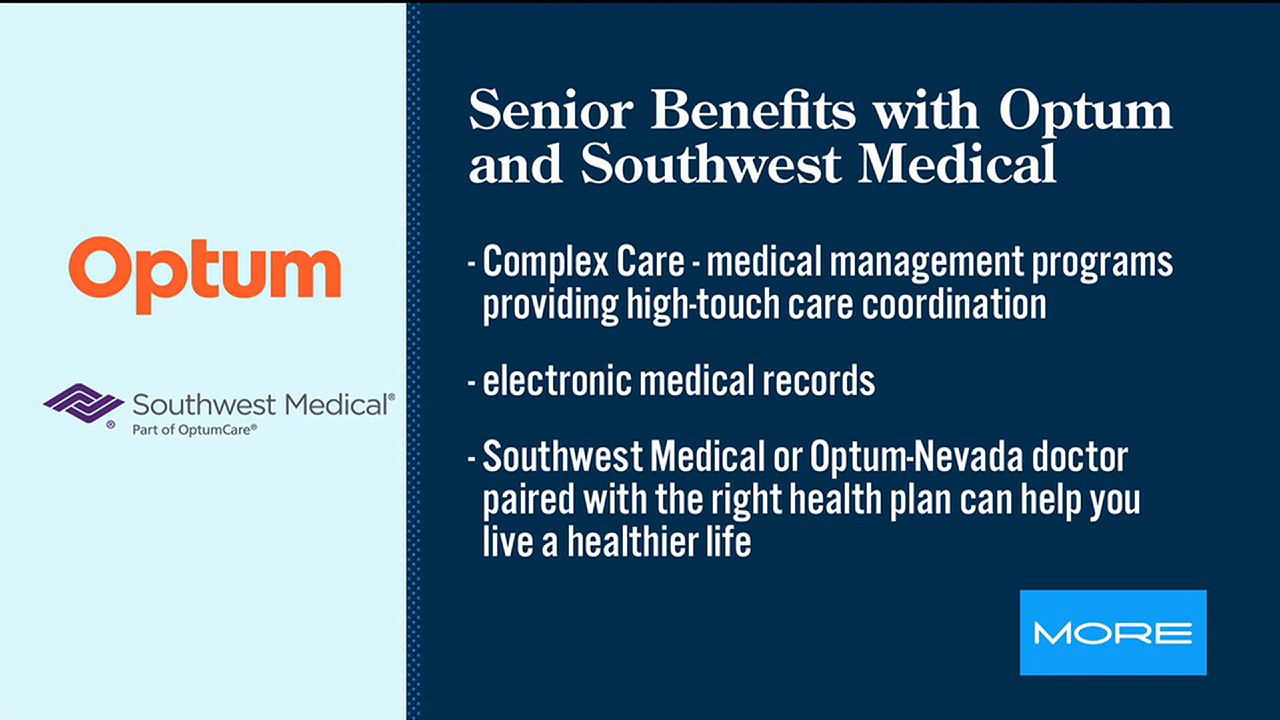 Optum
Southwest Medical®
®
Part of OptumCare®
Senior Benefits with Optum
and Southwest Medical
- Complex Care - medical management programs
providing high-touch care coordination
- electronic medical records
- Southwest Medical or Optum-Nevada doctor
paired with the right health plan can help you
live a healthier life
MORE